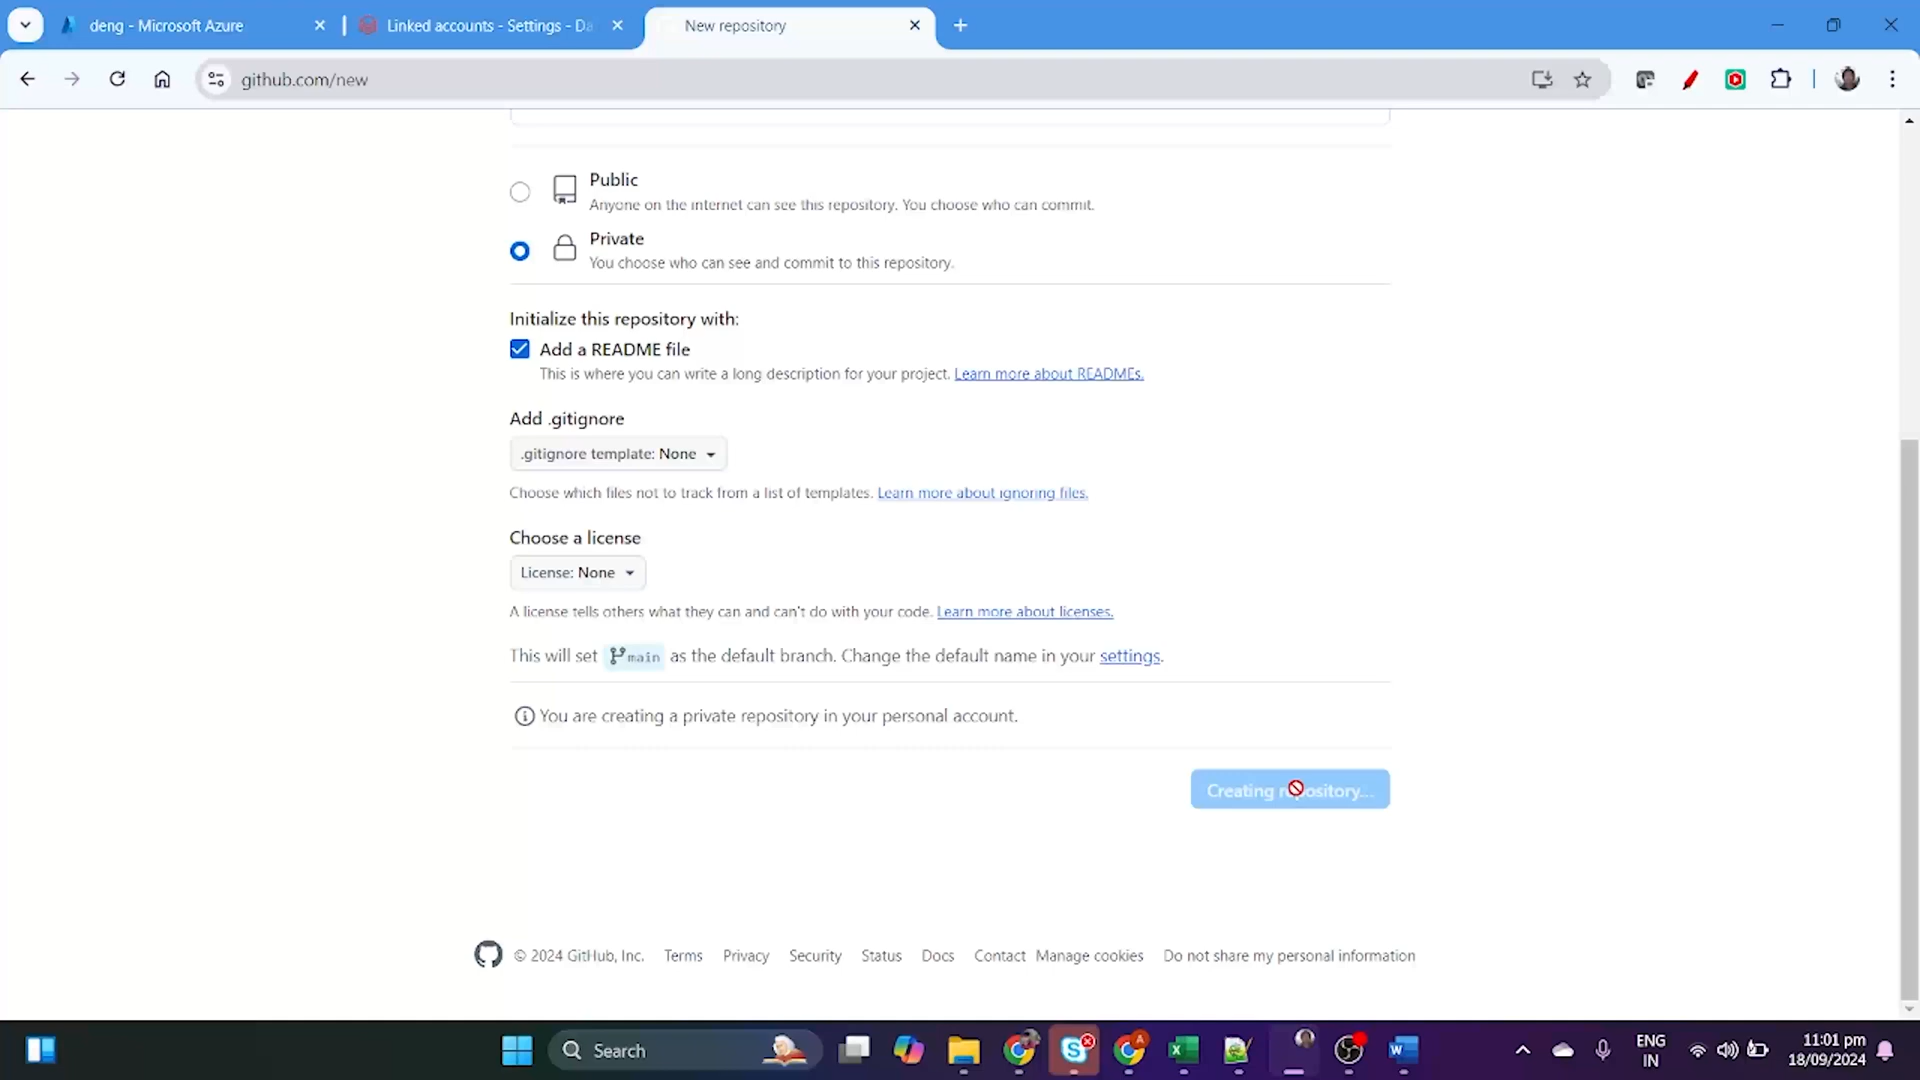 deng - Microsoft Azure
Linked accounts - Settings - Da
New repository
github.com/new
Public
Anyone on the internet can see this repository. You choose who can commit.
Private
You choose who can see and commit to this repository.
Initialize this repository with:
Add a README file
This is where you can write a long description for your project. Learn more about READMEs.
Add .gitignore
.gitignore template: None
Choose which files not to track from a list of templates. Learn more about ignoring files.
Choose a license
License: None
A license tells others what they can and can't do with your code. Learn more about licenses.
This will set main as the default branch. Change the default name in your settings.
You are creating a private repository in your personal account.
Creating repository...
© 2024 GitHub, Inc. Terms Privacy Security Status Docs Contact Manage cookies Do not share my personal information
Search
ENG
IN
11:01 pm
18/09/2024